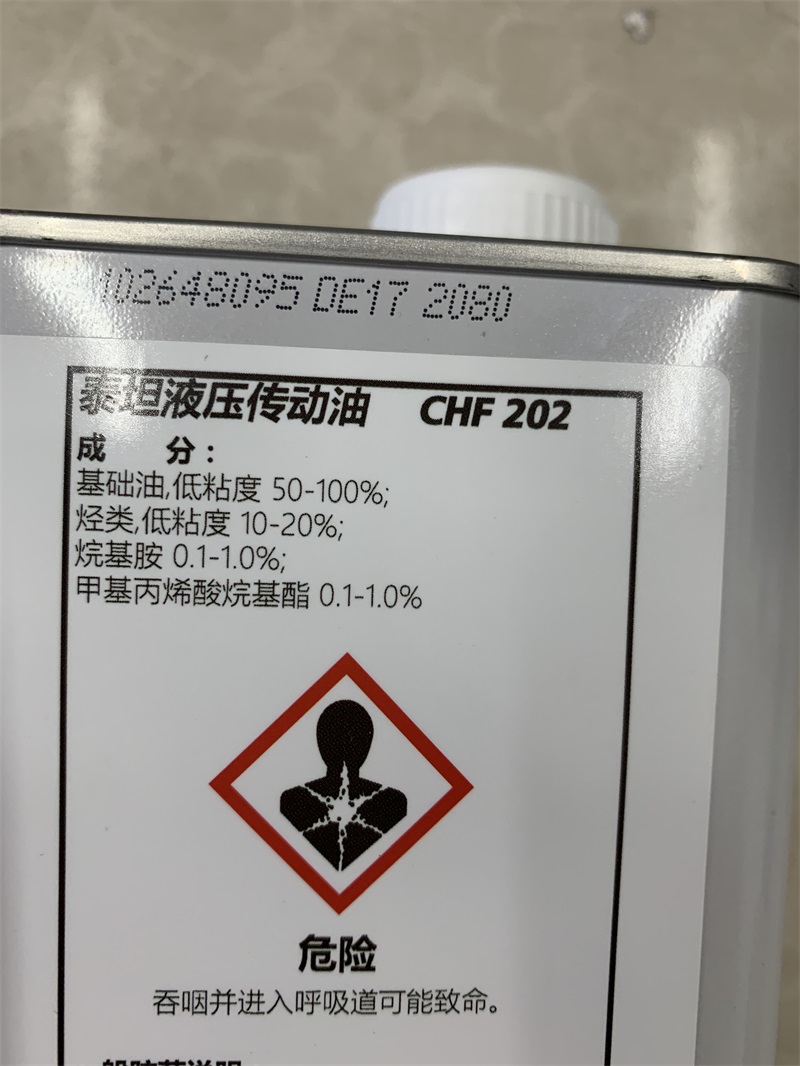 102648095 DE17 2080
泰坦液压传动油 CHF 202
成 分：
基础油,低粘度 50-100%;
烃类,低粘度 10-20%;
烷基胺 0.1-1.0%;
甲基丙烯酸烷基酯 0.1-1.0%
危险
吞咽并进入呼吸道可能致命。